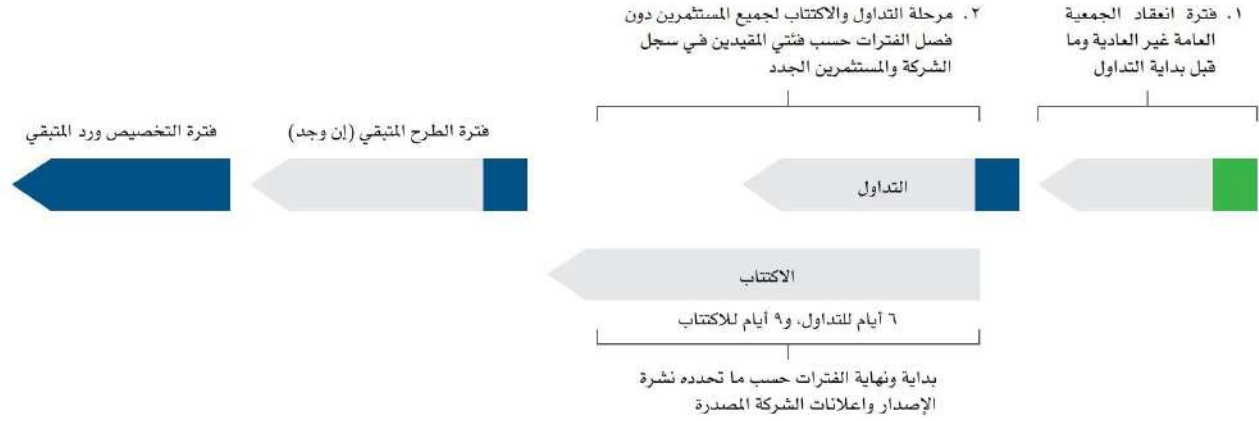 ١. فترة انعقاد الجمعية
العامة غير العادية وما
قبل بداية التداول
٢. مرحلة التداول والاكتتاب لجميع المستثمرين دون
فصل الفترات حسب فئتي المقيدين في سجل
الشركة والمستثمرين الجدد
فترة الطرح المتبقي (إن وجد)
فترة التخصيص ورد المتبقي
التداول
الاكتتاب
٦ أيام للتداول، و٩ أيام للاكتتاب
بداية ونهاية الفترات حسب ما تحدده نشرة
الإصدار واعلانات الشركة المصدرة